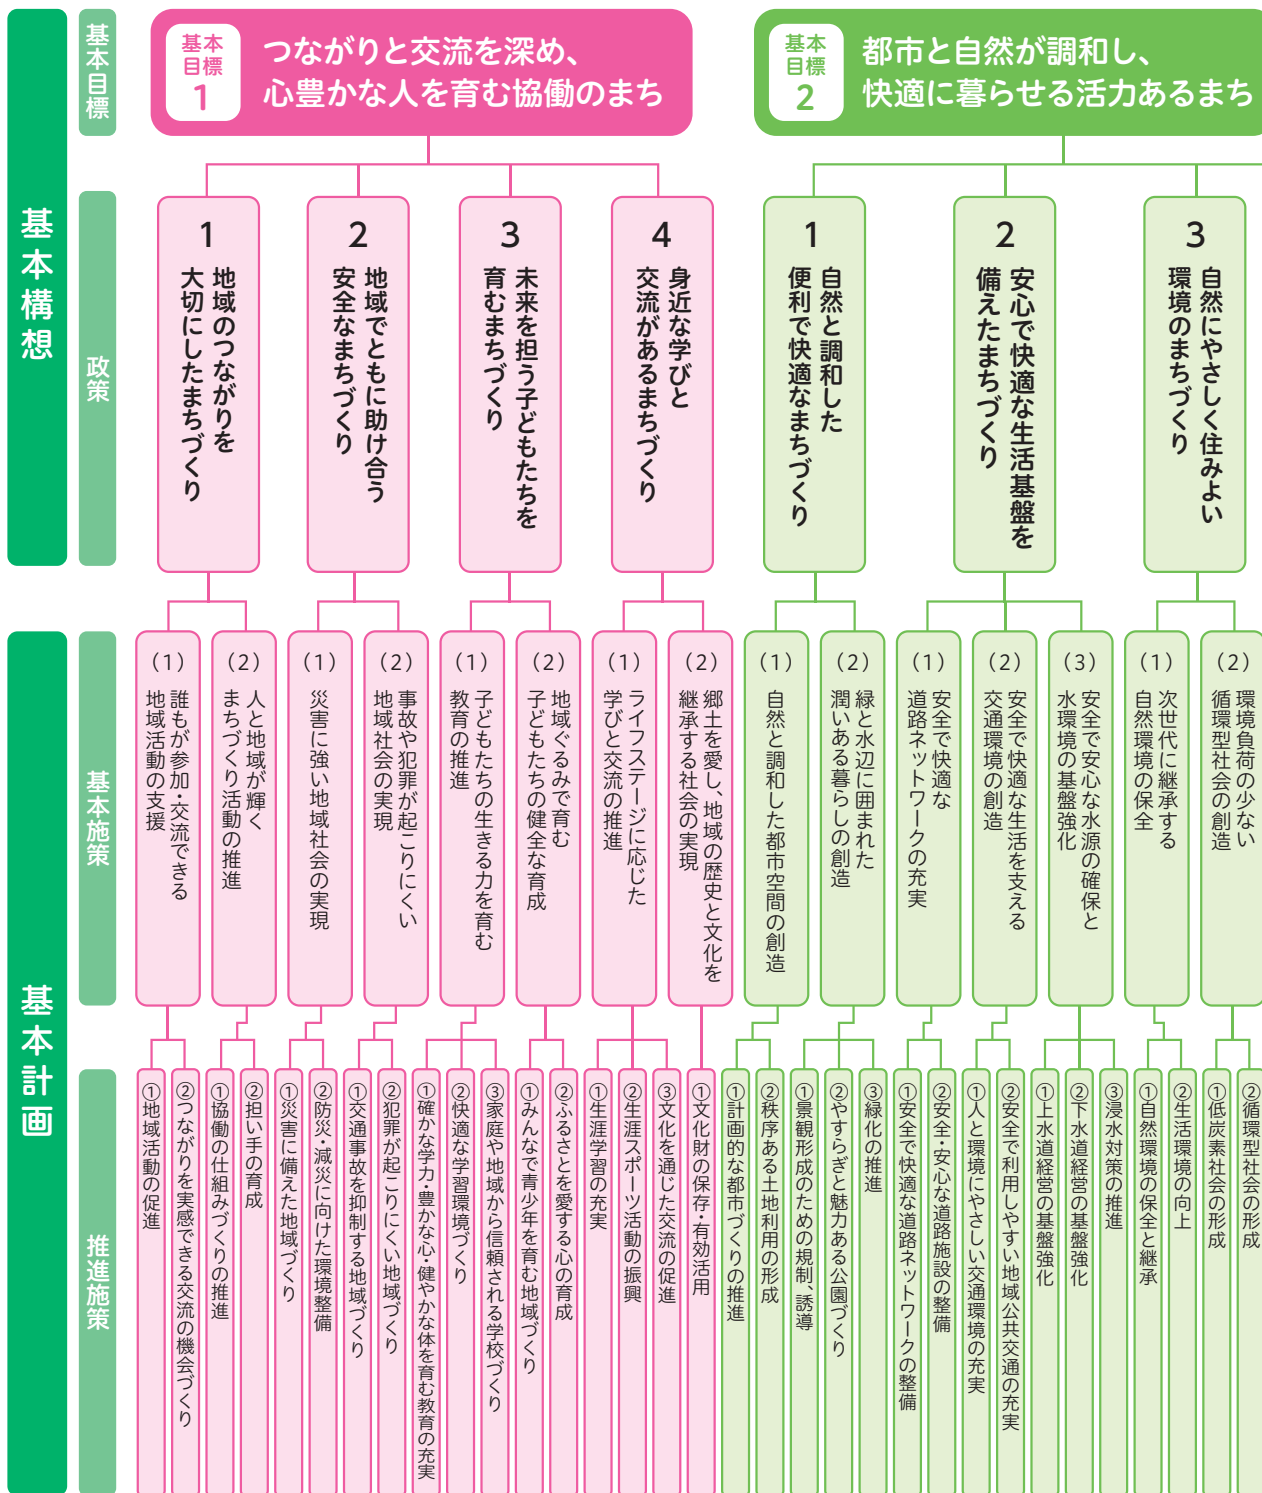 基本構想
基本目標
基本
目標
1
つながりと交流を深め、
心豊かな人を育む協働のまち
基本
目標
2
都市と自然が調和し、
快適に暮らせる活力あるまち
政策
1
地域のつながりを
大切にしたまちづくり
2
地域でともに助け合う
安全なまちづくり
3
未来を担う子どもたちを
育むまちづくり
4
身近な学びと
交流があるまちづくり
1
自然と調和した
便利で快適なまちづくり
2
安心で快適な生活基盤を
備えたまちづくり
3
自然にやさしく住みよい
環境のまちづくり
基本計画
基本施策
（1）
誰もが参加・交流できる
地域活動の支援
（2）
人と地域が輝く
まちづくり活動の推進
（1）
災害に強い地域社会の実現
（2）
事故や犯罪が起こりにくい
地域社会の実現
（1）
子どもたちの生きる力を育む
教育の推進
（2）
地域ぐるみで育む
子どもたちの健全な育成
（1）
ライフステージに応じた
学びと交流の推進
（2）
郷土を愛し、地域の歴史と文化を
継承する社会の実現
（1）
自然と調和した都市空間の創造
（2）
緑と水辺に囲まれた
潤いある暮らしの創造
（1）
安全で快適な
道路ネットワークの充実
（2）
安全で快適な生活を支える
交通環境の創造
（3）
安全で安心な水源の確保と
水環境の基盤強化
（1）
次世代に継承する
自然環境の保全
（2）
環境負荷の少ない
循環型社会の創造
推進施策
①地域活動の促進
②つながりを実感できる交流の機会づくり
①協働の仕組みづくりの推進
②担い手の育成
①災害に備えた地域づくり
②防災・減災に向けた環境整備
①交通事故を抑制する地域づくり
②犯罪が起こりにくい地域づくり
①確かな学力・豊かな心・健やかな体を育む教育の充実
②快適な学習環境づくり
③家庭や地域から信頼される学校づくり
①みんなで青少年を育む地域づくり
②ふるさとを愛する心の育成
①生涯学習の充実
②生涯スポーツ活動の振興
③文化を通じた交流の促進
①文化財の保存・有効活用
①計画的な都市づくりの推進
②秩序ある土地利用の形成
①景観形成のための規制、誘導
②やすらぎと魅力ある公園づくり
③緑化の推進
①安全で快適な道路ネットワークの整備
②安全・安心な道路施設の整備
①人と環境にやさしい交通環境の充実
②安全で利用しやすい地域公共交通の充実
①上水道経営の基盤強化
②下水道経営の基盤強化
③浸水対策の推進
①自然環境の保全と継承
②生活環境の向上
①低炭素社会の形成
②循環型社会の形成